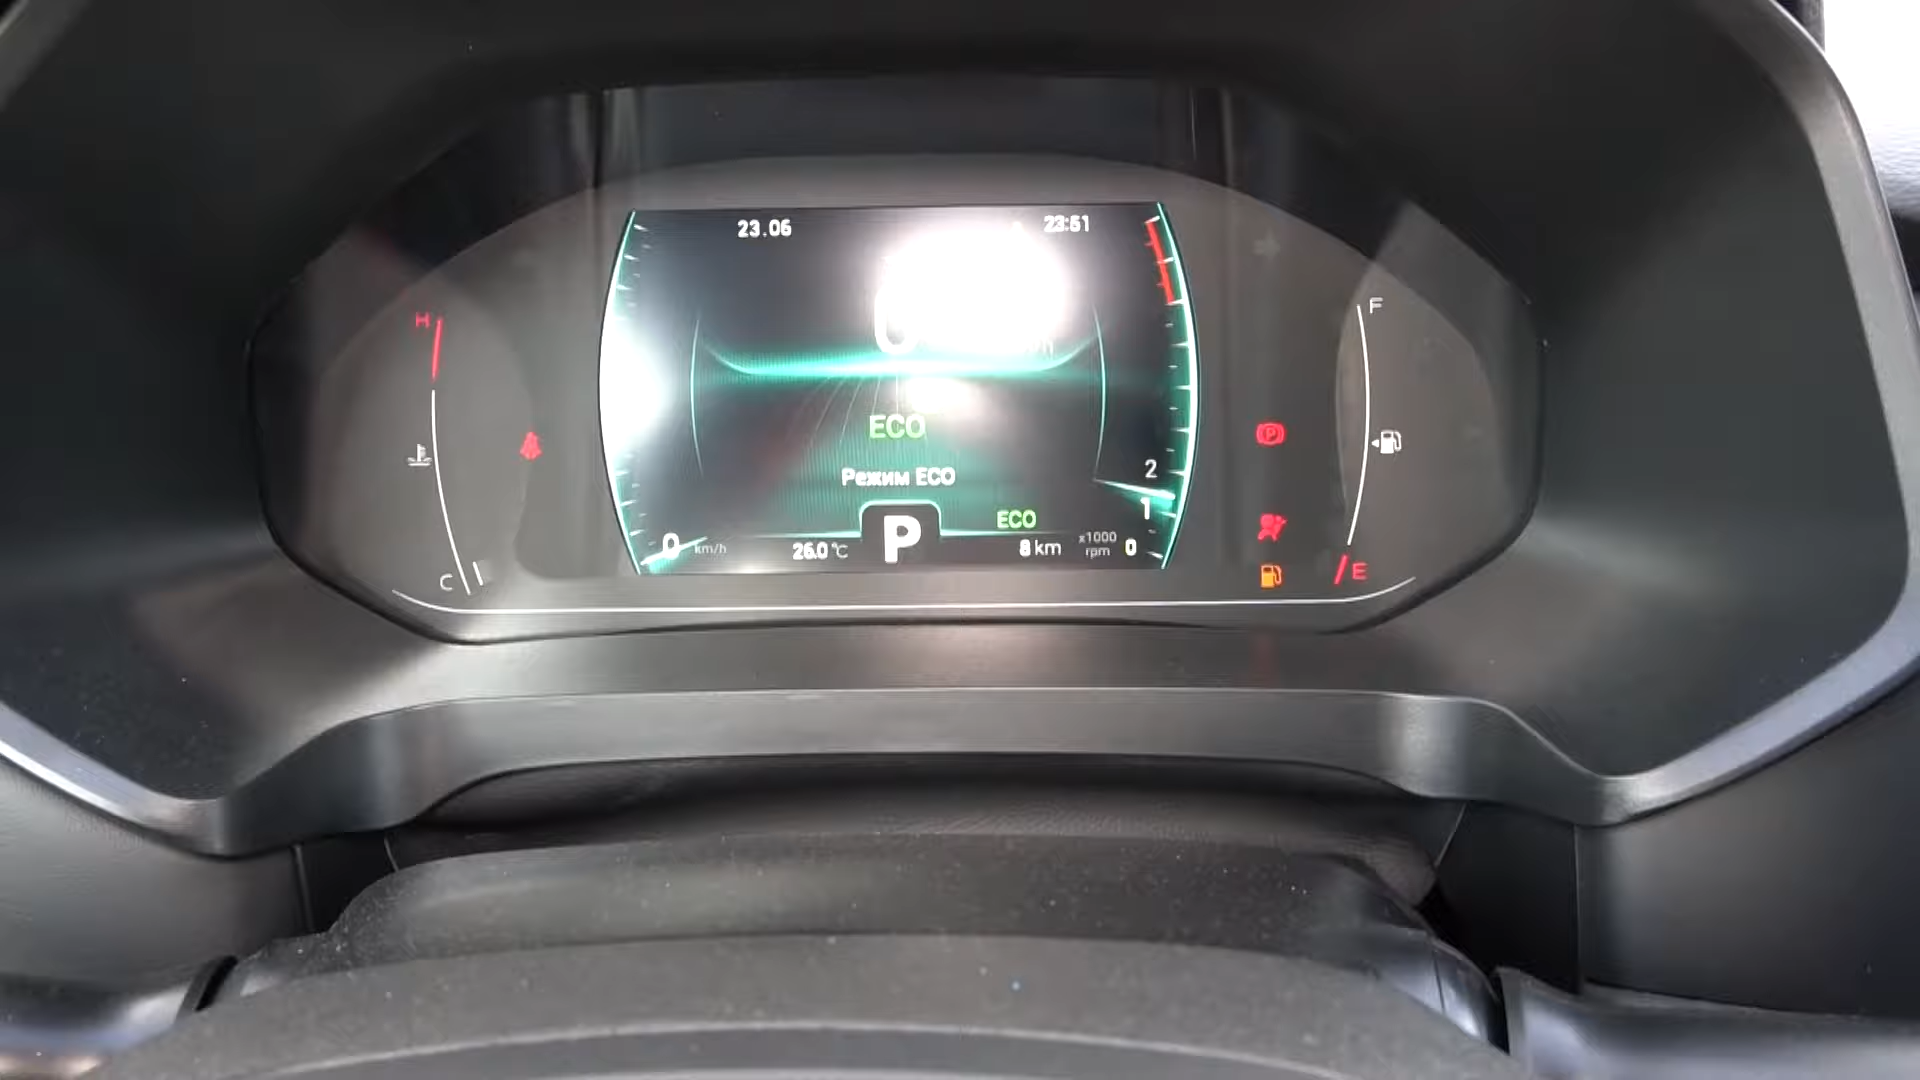 23.06
23:51
H
F
0
ECO
Режим ECO
2
1
P
ECO
0 km/h
26.0 °C
8 km
x1000
rpm
0
C
E